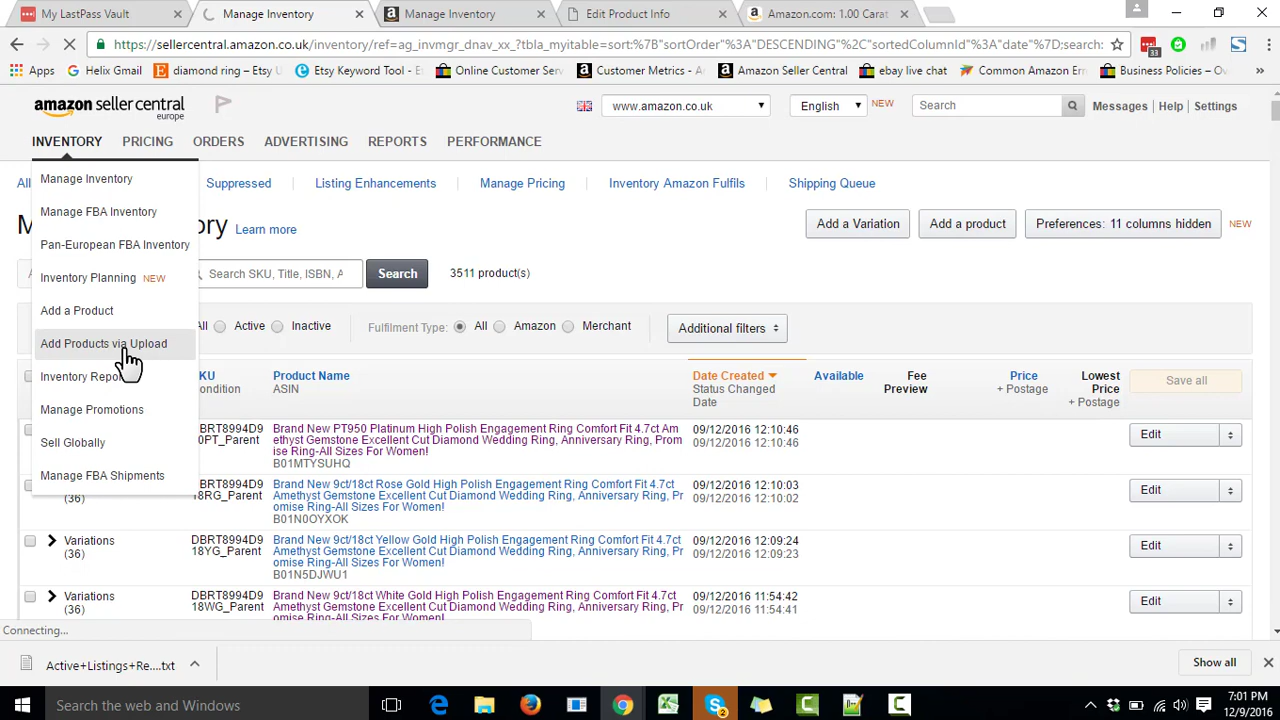 My LastPass Vault
Manage Inventory
Manage Inventory
Edit Product Info
Amazon.com: 1.00 Carat
https://sellercentral.amazon.co.uk/inventory/ref=ag_invmgr_dnav_xx_?tbla_myitable=sort:%7B"sortOrder"%3A"DESCENDING"%2C"sortedColumnId"%3A"date"%7D;search:
33
Apps
Helix Gmail
diamond ring – Etsy
Etsy Keyword Tool - E
Online Customer Serv
Customer Metrics - A
Amazon Seller Central
ebay live chat
Common Amazon Err
Business Policies – Ov
»
amazon seller central
europe
www.amazon.co.uk
English
NEW
Search
Messages
Help
Settings
INVENTORY
PRICING
ORDERS
ADVERTISING
REPORTS
PERFORMANCE
Manage Inventory
Manage FBA Inventory
Pan-European FBA Inventory
Inventory Planning NEW
Add a Product
Add Products via Upload
Inventory Repo
Manage Promotions
Sell Globally
Manage FBA Shipments
All
Suppressed
Listing Enhancements
Manage Pricing
Inventory Amazon Fulfils
Shipping Queue
Learn more
Add a Variation
Add a product
Preferences: 11 columns hidden
NEW
Search SKU, Title, ISBN, A
Search
3511 product(s)
All
Active
Inactive
Fulfilment Type:
All
Amazon
Merchant
Additional filters
KU
ondition
Product Name
ASIN
Date Created
Status Changed
Date
Available
Fee
Preview
Price
+ Postage
Lowest
Price
+ Postage
Save all
BRT8994D9
0PT_Parent
Brand New PT950 Platinum High Polish Engagement Ring Comfort Fit 4.7ct Am
ethyst Gemstone Excellent Cut Diamond Wedding Ring, Anniversary Ring, Prom
ise Ring-All Sizes For Women!
B01MTYSUHQ
09/12/2016 12:10:46
09/12/2016 12:10:46
Edit
(36)
BRT8994D9
18RG_Parent
Brand New 9ct/18ct Rose Gold High Polish Engagement Ring Comfort Fit 4.7ct
Amethyst Gemstone Excellent Cut Diamond Wedding Ring, Anniversary Ring, Pr
omise Ring-All Sizes For Women!
B01N0OYXOK
09/12/2016 12:10:03
09/12/2016 12:10:02
Edit
Variations
(36)
DBRT8994D9
18YG_Parent
Brand New 9ct/18ct Yellow Gold High Polish Engagement Ring Comfort Fit 4.7ct
Amethyst Gemstone Excellent Cut Diamond Wedding Ring, Anniversary Ring, Pr
omise Ring-All Sizes For Women!
B01N5DJWU1
09/12/2016 12:09:24
09/12/2016 12:09:23
Edit
Variations
(36)
DBRT8994D9
18WG_Parent
Brand New 9ct/18ct White Gold High Polish Engagement Ring Comfort Fit 4.7ct
Amethyst Gemstone Excellent Cut Diamond Wedding Ring, Anniversary Ring, Pr
omise Ring-All Sizes For Women!
09/12/2016 11:54:42
09/12/2016 11:54:41
Edit
Connecting...
Active+Listings+Re....txt
Show all
Search the web and Windows
2
7:01 PM
12/9/2016